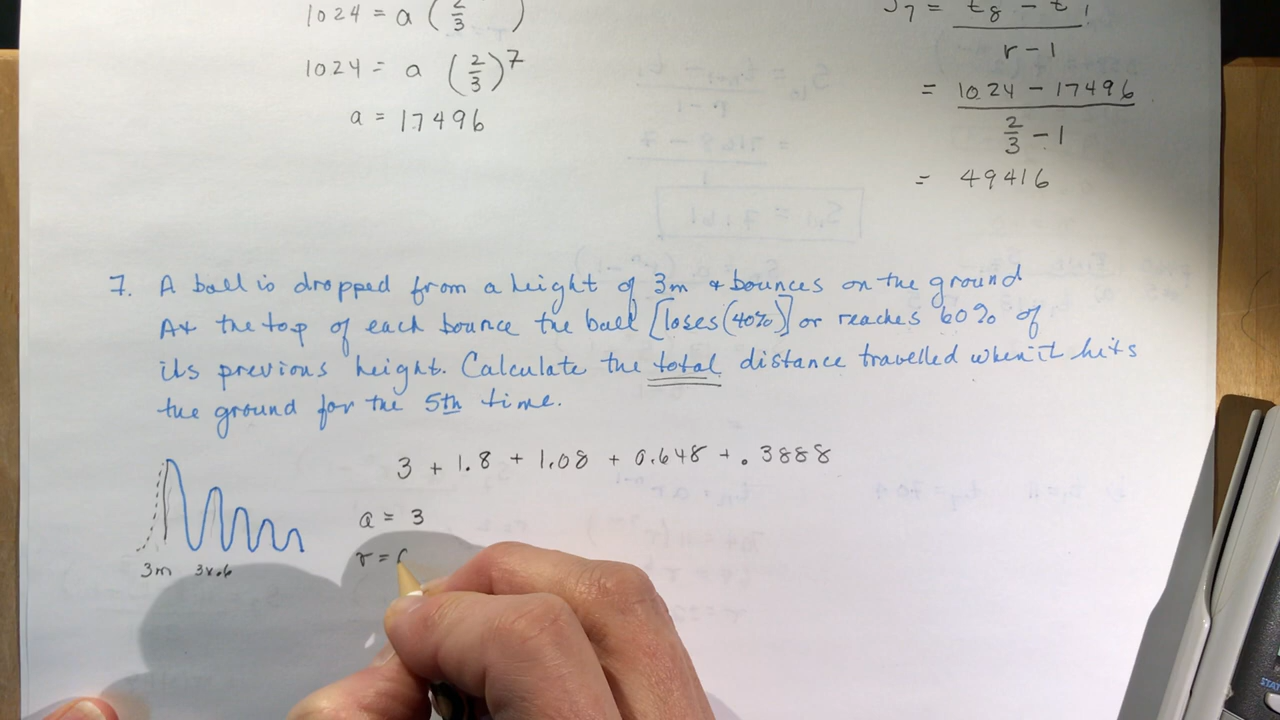 1024 = a (2/3)
1024 = a (2/3)^7
a = 17496
S7 = t8 - t1
r - 1
= 1024 - 17496
2/3 - 1
= 49416
7. A ball is dropped from a height of 3m + bounces on the ground
At the top of each bounce the ball [loses (40%)] or reaches 60% of
its previous height. Calculate the total distance travelled when it hits
the ground for the 5th time.
3 + 1.8 + 1.08 + 0.648 + .3888
a = 3
r = 
3m 3x.6